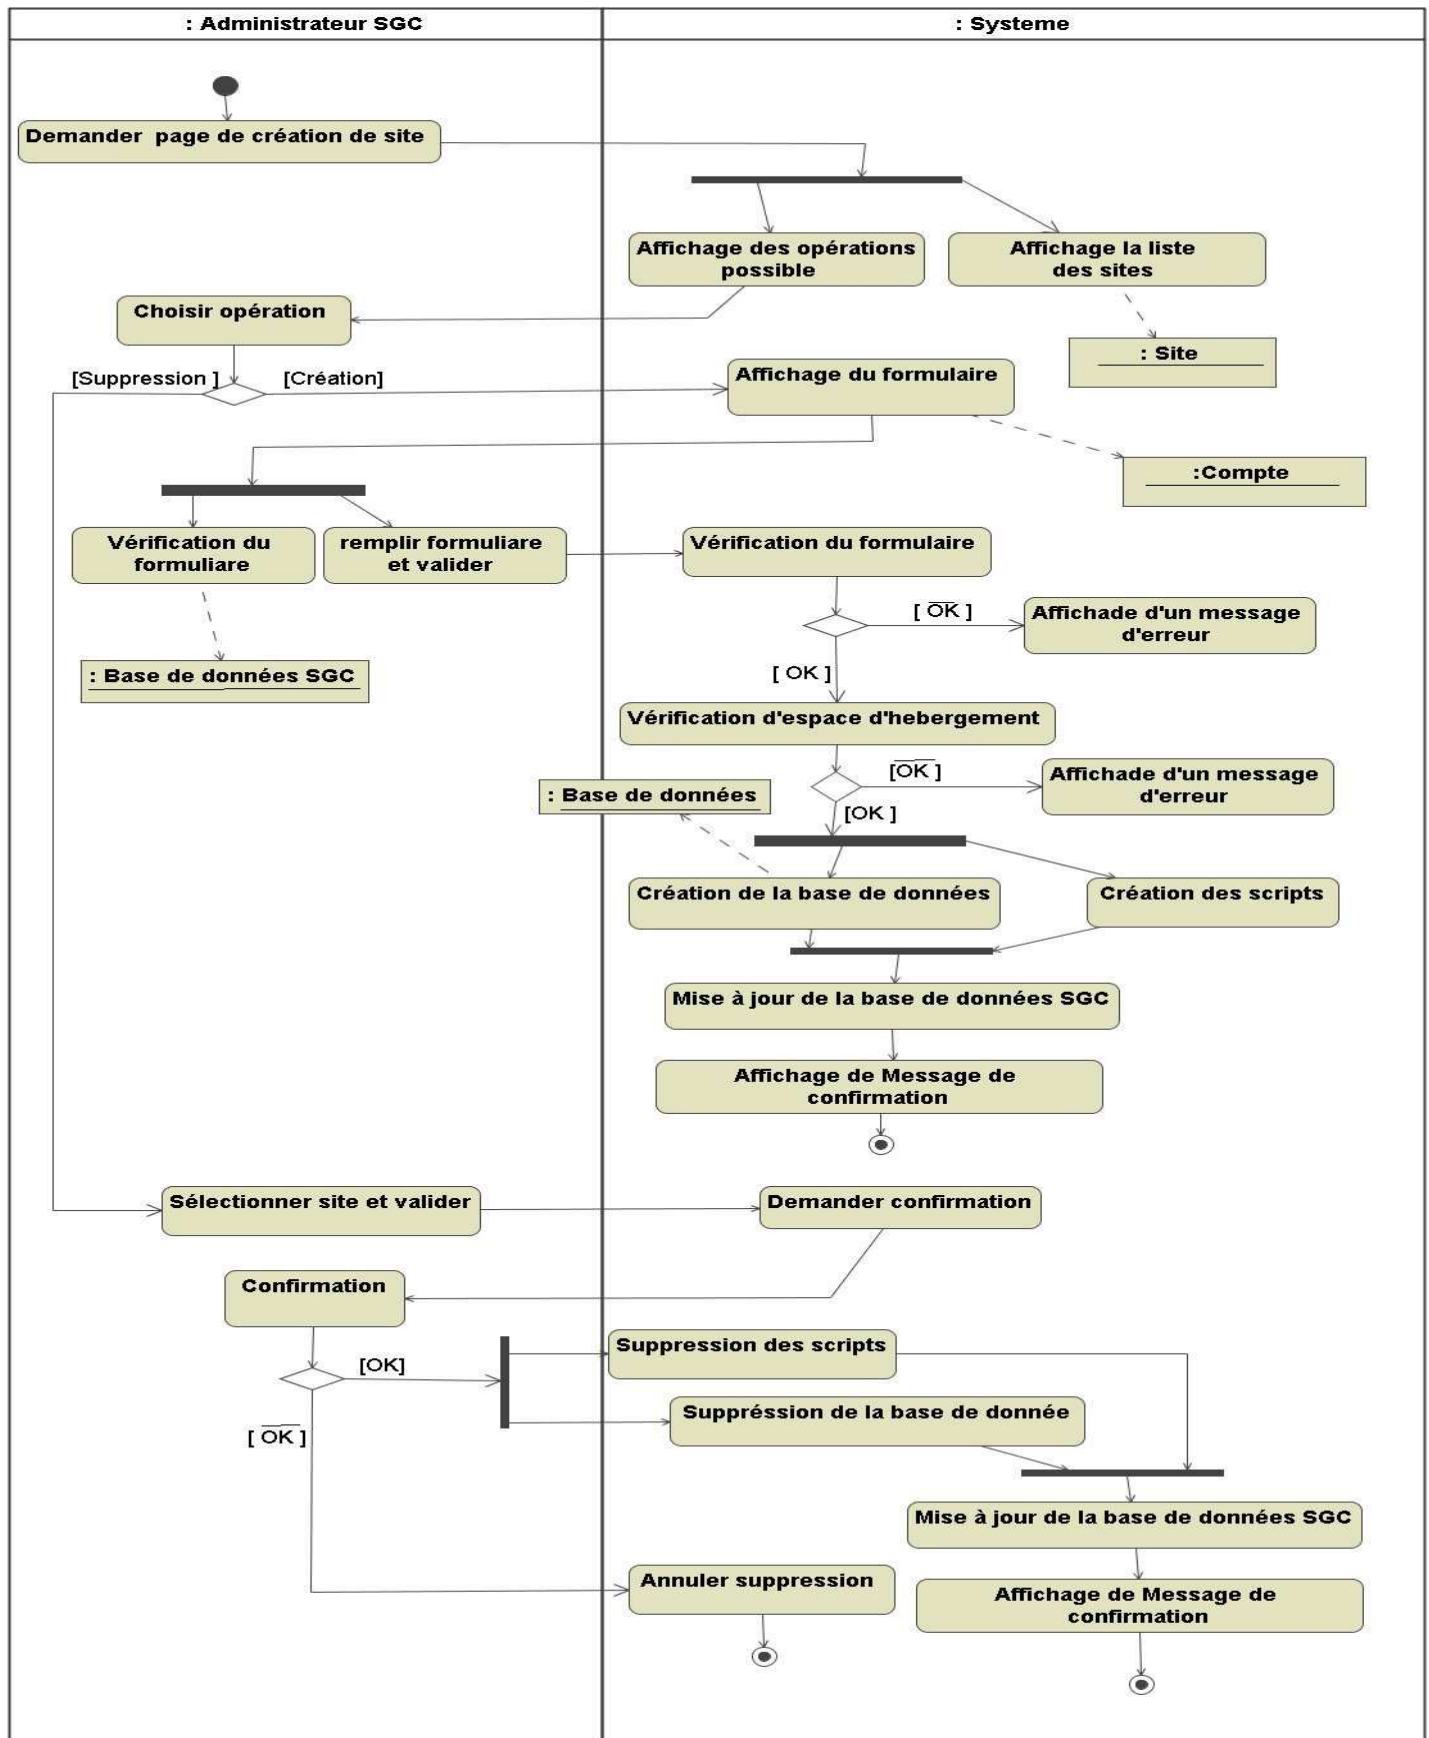 : Administrateur SGC
: Systeme
Demander page de création de site
Affichage des opérations
possible
Affichage la liste
des sites
Choisir opération
: Site
[Suppression ]
[Création]
Affichage du formulaire
:Compte
Vérification du
formuliare
remplir formuliare
et valider
Vérification du formulaire
[ OK ]
Affichade d'un message
d'erreur
: Base de données SGC
[ OK ]
Vérification d'espace d'hebergement
[OK ]
Affichade d'un message
d'erreur
: Base de données
[OK ]
Création de la base de données
Création des scripts
Mise à jour de la base de données SGC
Affichage de Message de
confirmation
Sélectionner site et valider
Demander confirmation
Confirmation
[OK]
Suppression des scripts
Suppréssion de la base de donnée
[ OK ]
Mise à jour de la base de données SGC
Annuler suppression
Affichage de Message de
confirmation